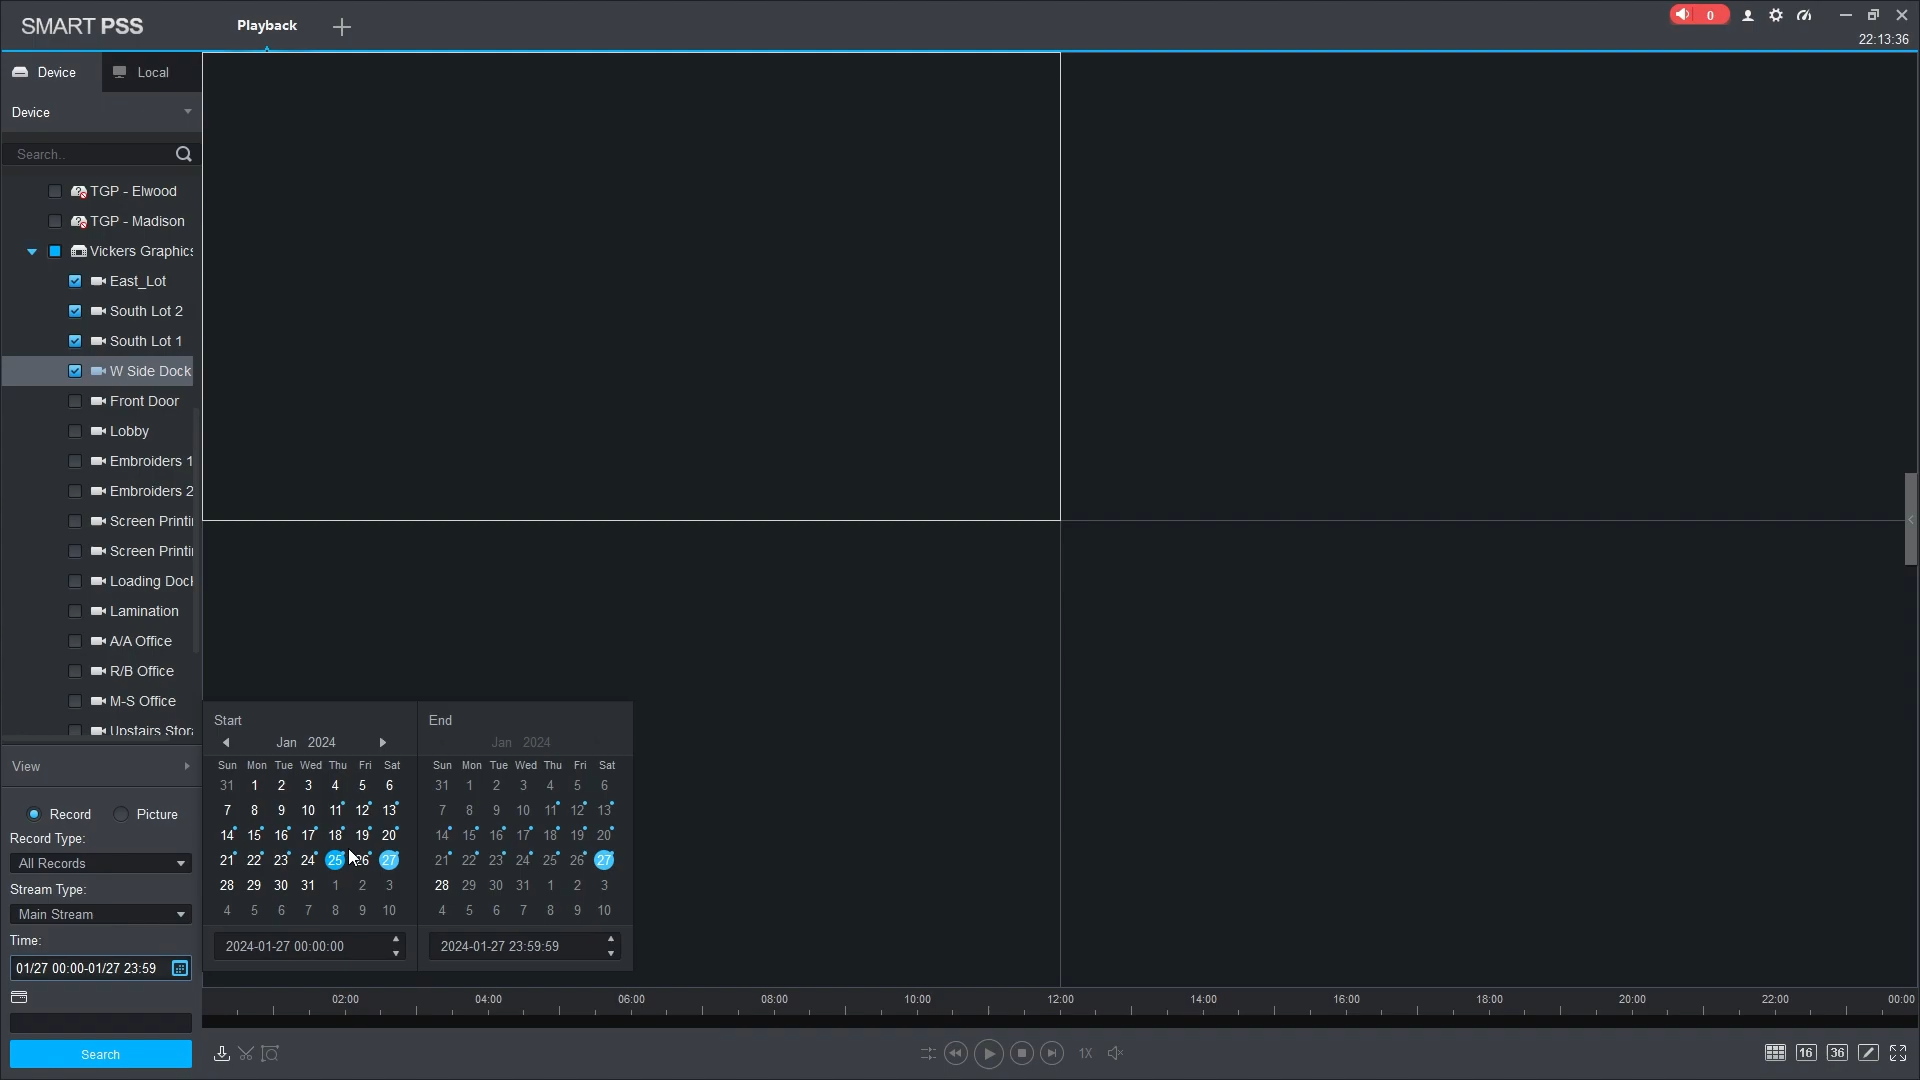 SMART PSS
Playback
0
22:13:36
Device
Local
Device
Search..
TGP - Elwood
TGP - Madison
Vickers Graphics
East_Lot
South Lot 2
South Lot 1
W Side Dock
Front Door
Lobby
Embroiders 1
Embroiders 2
Screen Printi
Screen Printi
Loading Dock
Lamination
A/A Office
R/B Office
M-S Office
Upstairs Stora
View
Record Picture
Record Type:
All Records
Stream Type:
Main Stream
Time:
01/27 00:00-01/27 23:59
Search
Start
Jan 2024
Sun Mon Tue Wed Thu Fri Sat
31 1 2 3 4 5 6
7 8 9 10 11 12 13
14 15 16 17 18 19 20
21 22 23 24 25 26 27
28 29 30 31 1 2 3
4 5 6 7 8 9 10
2024-01-27 00:00:00
End
Jan 2024
Sun Mon Tue Wed Thu Fri Sat
31 1 2 3 4 5 6
7 8 9 10 11 12 13
14 15 16 17 18 19 20
21 22 23 24 25 26 27
28 29 30 31 1 2 3
4 5 6 7 8 9 10
2024-01-27 23:59:59
02:00 04:00 06:00 08:00 10:00 12:00 14:00 16:00 18:00 20:00 22:00 00:00
1X
16 36